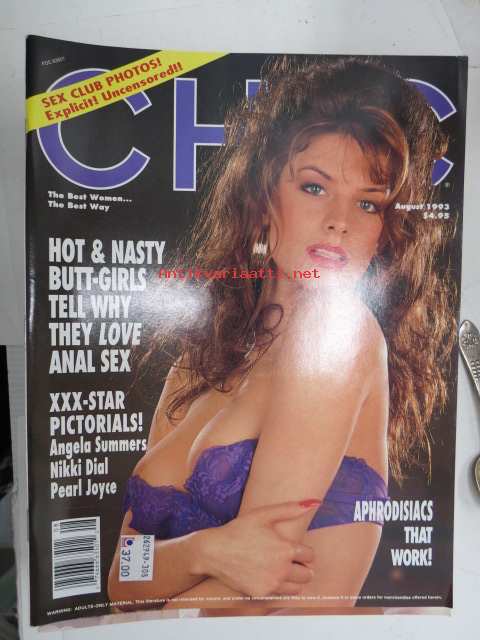 SEX CLUB PHOTOS!
Explicit! Uncensored!!
CHIC
The Best Women...
The Best Way
August 1993
$4.95
HOT & NASTY
BUTT-GIRLS
TELL WHY
THEY LOVE
ANAL SEX
Antikvariaatti.net
XXX-STAR
PICTORIALS!
Angela Summers
Nikki Dial
Pearl Joyce
APHRODISIACS
THAT
WORK!
37.00
WARNING: ADULTS-ONLY MATERIAL.